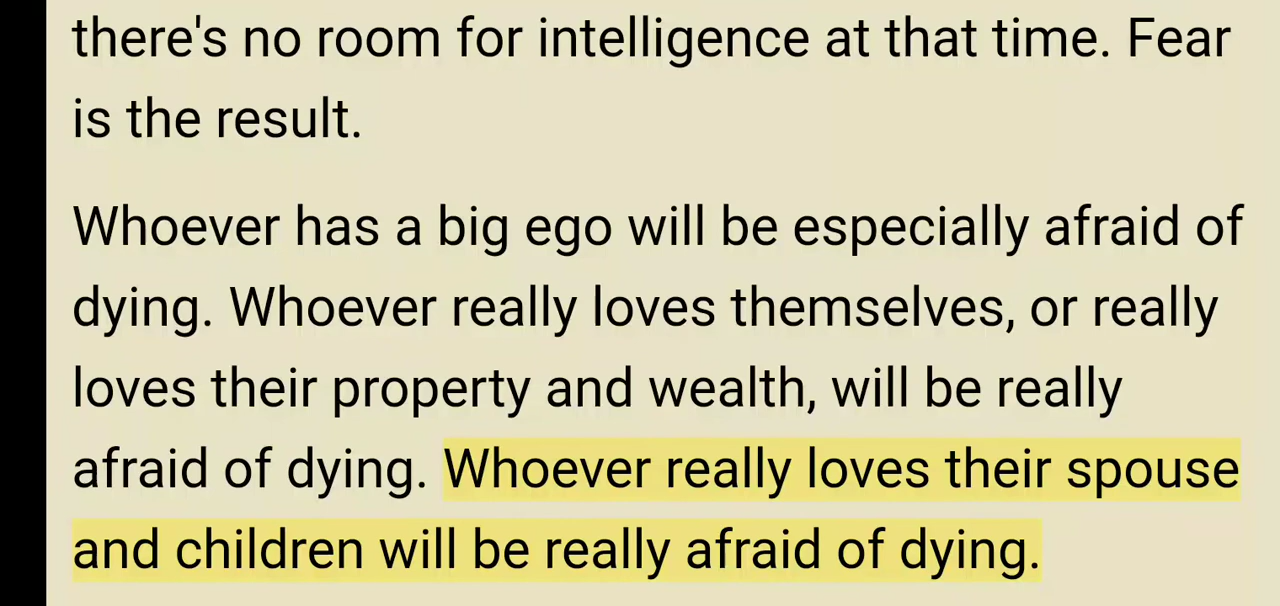 there's no room for intelligence at that time. Fear
is the result.
Whoever has a big ego will be especially afraid of
dying. Whoever really loves themselves, or really
loves their property and wealth, will be really
afraid of dying. Whoever really loves their spouse
and children will be really afraid of dying.